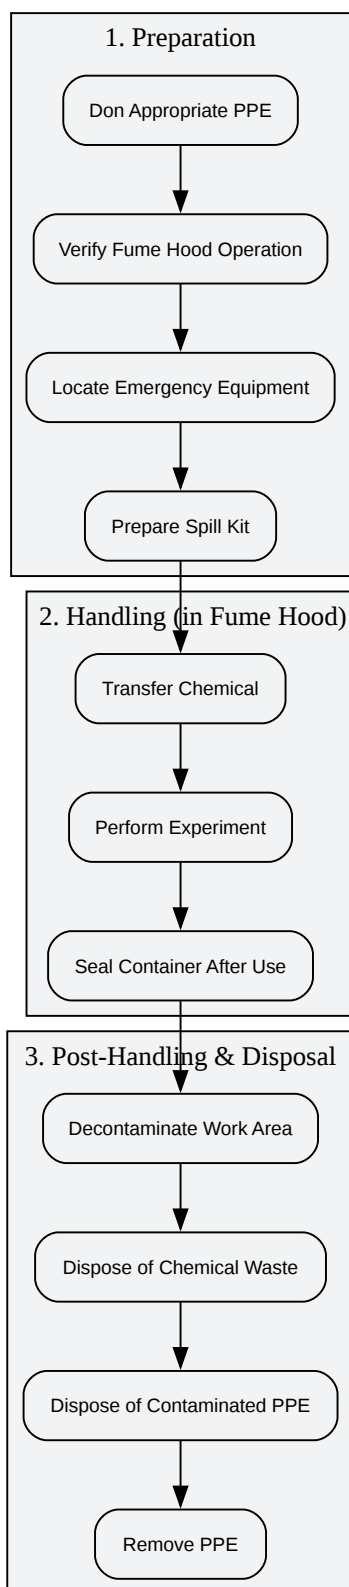 1. Preparation
Don Appropriate PPE
Verify Fume Hood Operation
Locate Emergency Equipment
Prepare Spill Kit
2. Handling (in Fume Hood)
Transfer Chemical
Perform Experiment
Seal Container After Use
3. Post-Handling & Disposal
Decontaminate Work Area
Dispose of Chemical Waste
Dispose of Contaminated PPE
Remove PPE